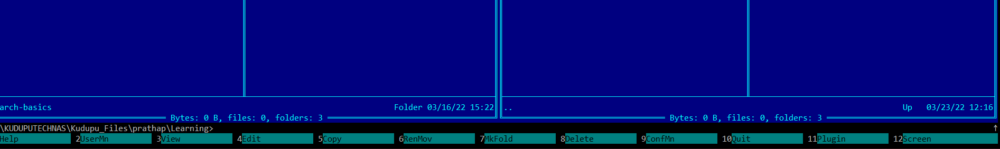 arch-basics Folder 03/16/22 15:22 .. Up 03/23/22 12:16
Bytes: 0 B, files: 0, folders: 3 Bytes: 0 B, files: 0, folders: 3
\KUDUPUTECHNAS\Kudupu_Files\prathap\Learning> ↑
Help 2UserMn 3View 4Edit 5Copy 6RenMov 7MkFold 8Delete 9ConfMn 10Quit 11Plugin 12Screen